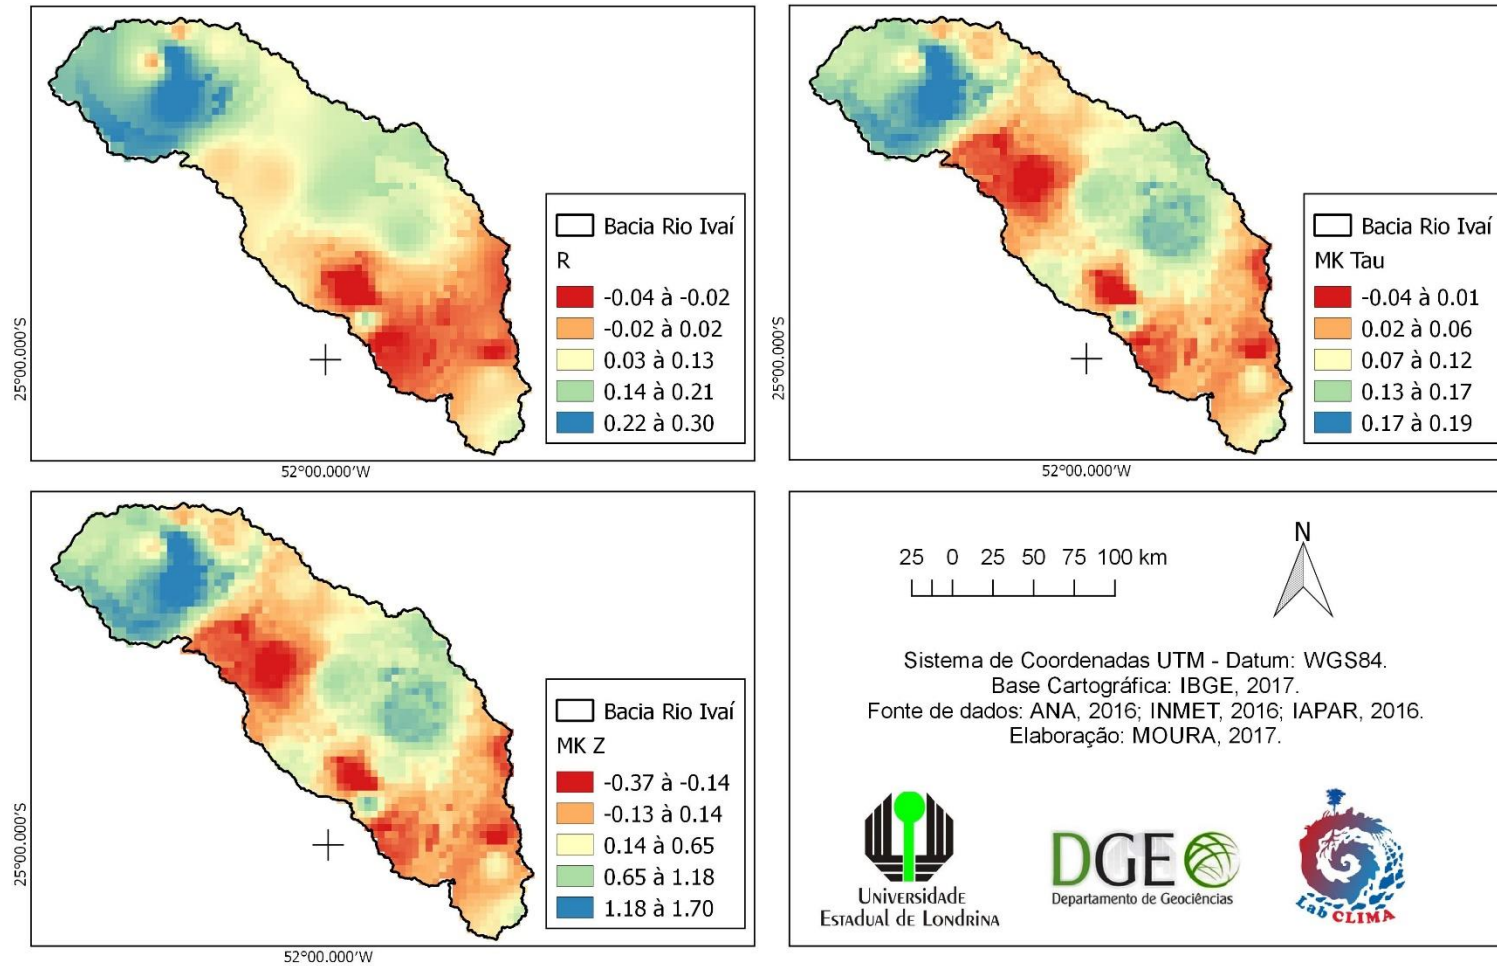 Bacia Rio Ivaí
R
-0.04 à -0.02
-0.02 à 0.02
0.03 à 0.13
0.14 à 0.21
0.22 à 0.30
25°00.000'S
52°00.000'W
Bacia Rio Ivaí
MK Tau
-0.04 à 0.01
0.02 à 0.06
0.07 à 0.12
0.13 à 0.17
0.17 à 0.19
25°00.000'S
52°00.000'W
Bacia Rio Ivaí
MK Z
-0.37 à -0.14
-0.13 à 0.14
0.14 à 0.65
0.65 à 1.18
1.18 à 1.70
25°00.000'S
52°00.000'W
N
25 0 25 50 75 100 km
Sistema de Coordenadas UTM - Datum: WGS84.
Base Cartográfica: IBGE, 2017.
Fonte de dados: ANA, 2016; INMET, 2016; IAPAR, 2016.
Elaboração: MOURA, 2017.
UNIVERSIDADE
ESTADUAL DE LONDRINA
DGEO
Departamento de Geociências
Lab CLIMA